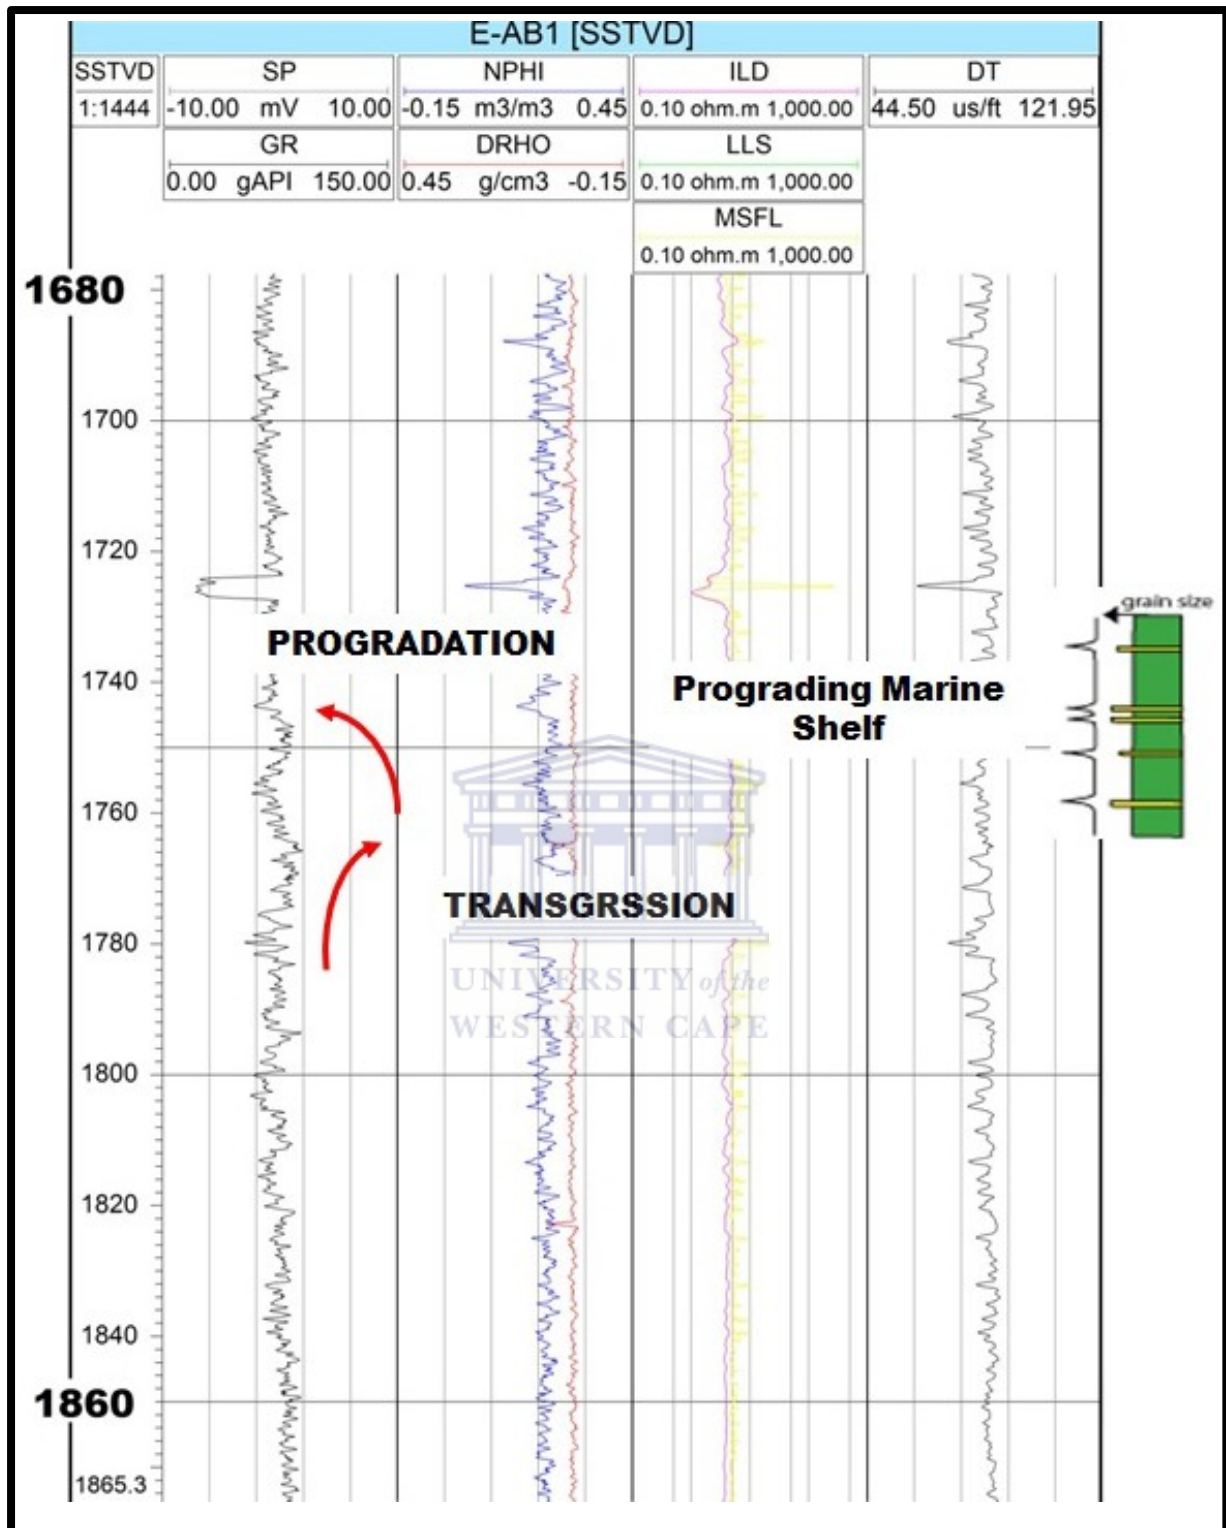 E-AB1 [SSTVD]
SSTVD SP NPHI ILD DT
1:1444 -10.00 mV 10.00 -0.15 m3/m3 0.45 0.10 ohm.m 1,000.00 44.50 us/ft 121.95
GR DRHO LLS
0.00 gAPI 150.00 0.45 g/cm3 -0.15 0.10 ohm.m 1,000.00
MSFL
0.10 ohm.m 1,000.00
1680
1700
1720
grain size
PROGRADATION
1740
Prograding Marine
Shelf
1760
TRANSGRSSION
1780
UNIVERSITY of the
WESTERN CAPE
1800
1820
1840
1860
1865.3